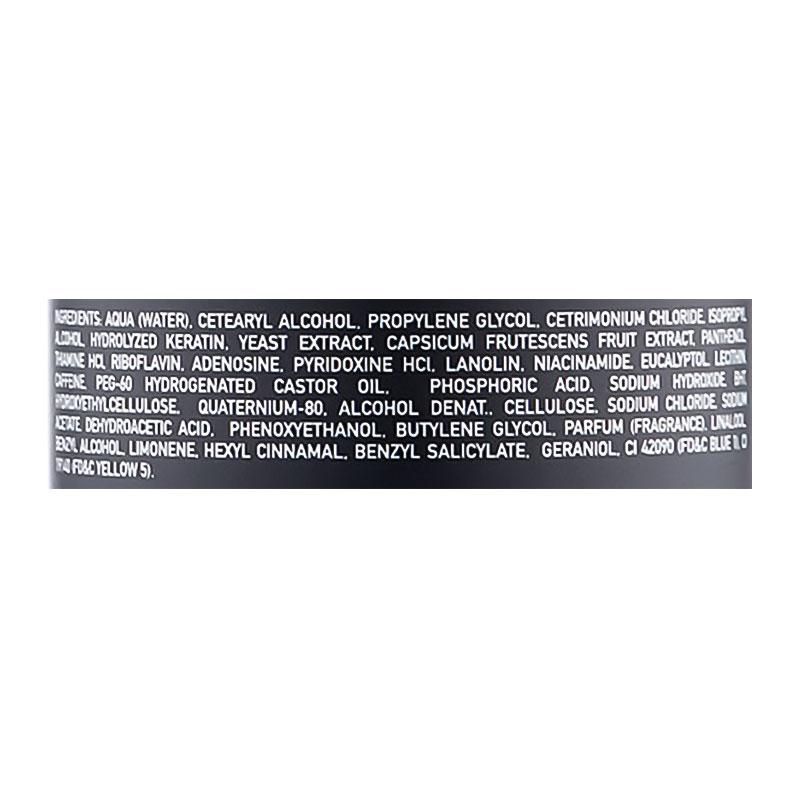 INGREDIENTS: AQUA (WATER), CETEARYL ALCOHOL, PROPYLENE GLYCOL, CETRIMONIUM CHLORIDE, ISOPROPYL
ALCOHOL, HYDROLYZED KERATIN, YEAST EXTRACT, CAPSICUM FRUTESCENS FRUIT EXTRACT, PANTHENOL,
THIAMINE HCl, RIBOFLAVIN, ADENOSINE, PYRIDOXINE HCl, LANOLIN, NIACINAMIDE, EUCALYPTOL, LECITHIN,
CAFFEINE, PEG-60 HYDROGENATED CASTOR OIL, PHOSPHORIC ACID, SODIUM HYDROXIDE, BHT,
HYDROXYETHYLCELLULOSE, QUATERNIUM-80, ALCOHOL DENAT., CELLULOSE, SODIUM CHLORIDE, SODIUM
ACETATE, DEHYDROACETIC ACID, PHENOXYETHANOL, BUTYLENE GLYCOL, PARFUM (FRAGRANCE), LINALOOL,
BENZYL ALCOHOL, LIMONENE, HEXYL CINNAMAL, BENZYL SALICYLATE, GERANIOL, CI 42090 (FD&C BLUE 1), CI
19140 (FD&C YELLOW 5).